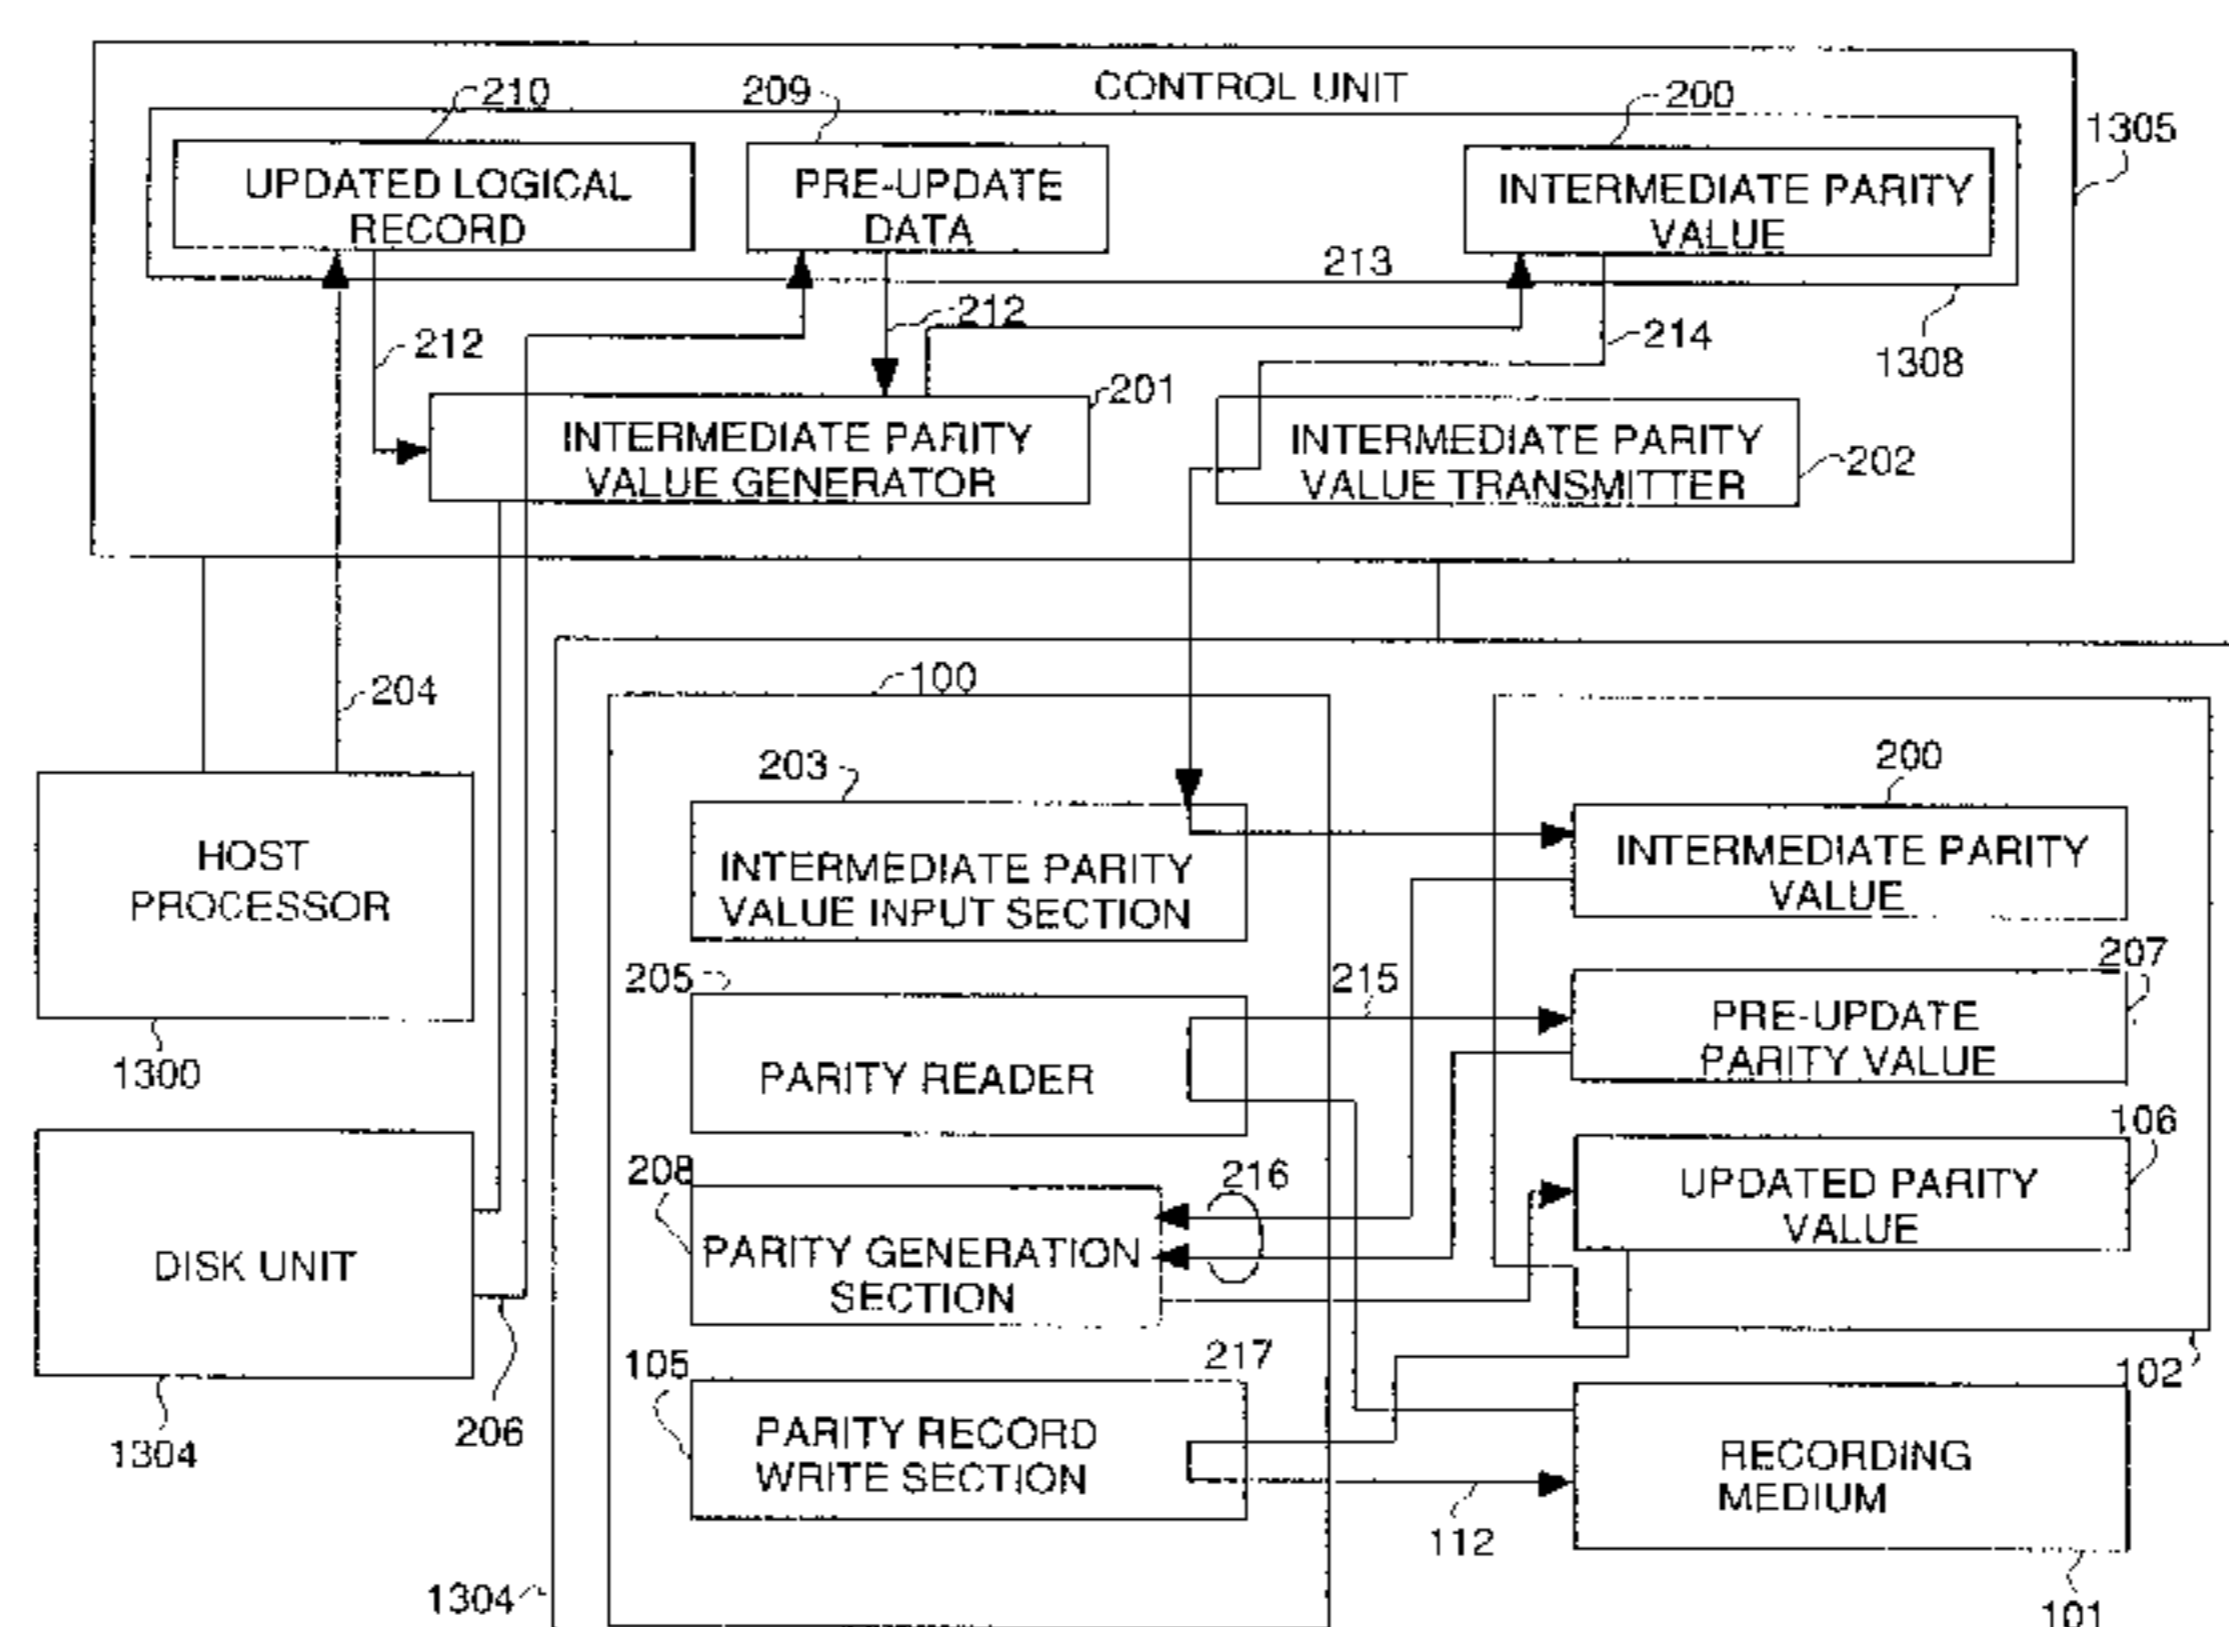 CONTROL UNIT
210
209
200
1305
UPDATED LOGICAL
RECORD
PRE-UPDATE
DATA
INTERMEDIATE PARITY
VALUE
213
212
212
214
1308
201
INTERMEDIATE PARITY
VALUE GENERATOR
INTERMEDIATE PARITY
VALUE TRANSMITTER
202
204
100
203
200
HOST
PROCESSOR
INTERMEDIATE PARITY
VALUE INPUT SECTION
INTERMEDIATE PARITY
VALUE
205
215
207
1300
PARITY READER
PRE-UPDATE
PARITY VALUE
106
208
216
DISK UNIT
PARITY GENERATION
SECTION
UPDATED PARITY
VALUE
105
217
102
206
1304
PARITY RECORD
WRITE SECTION
RECORDING
MEDIUM
112
1304
101